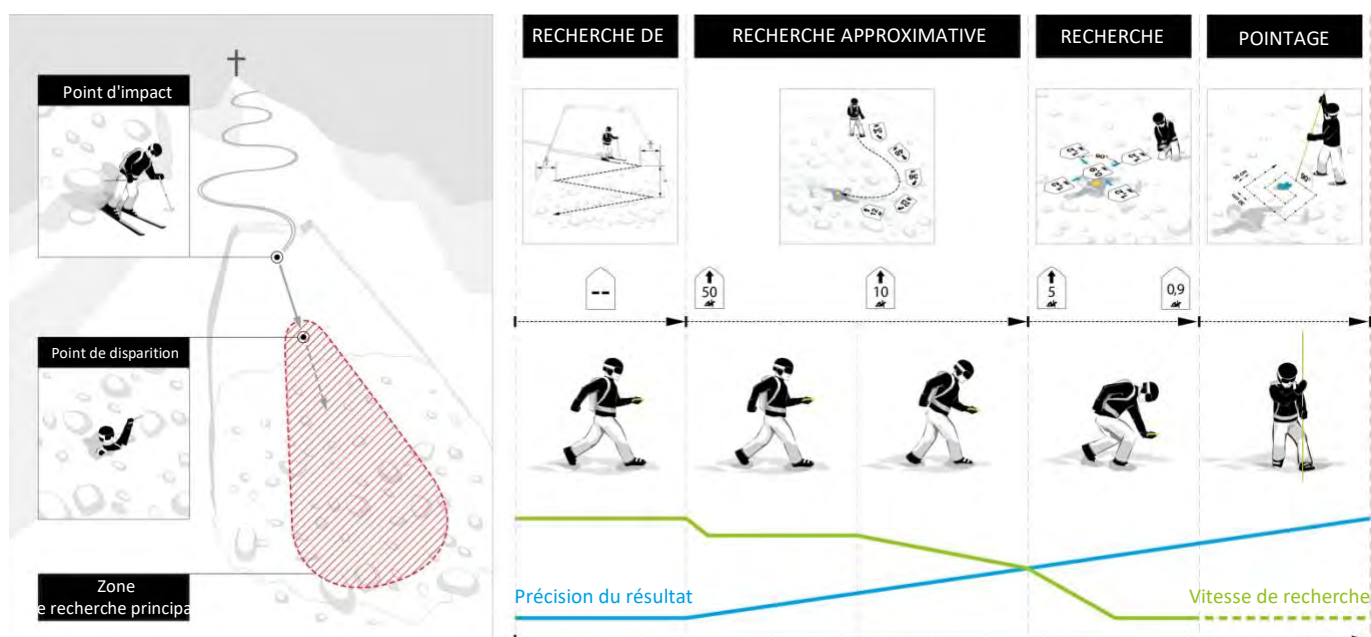 RECHERCHE DE
RECHERCHE APPROXIMATIVE
RECHERCHE
POINTAGE
Point d'impact
--
50
10
5
0,9
Point de disparition
Précision du résultat
Vitesse de recherche
Zone
e recherche principa